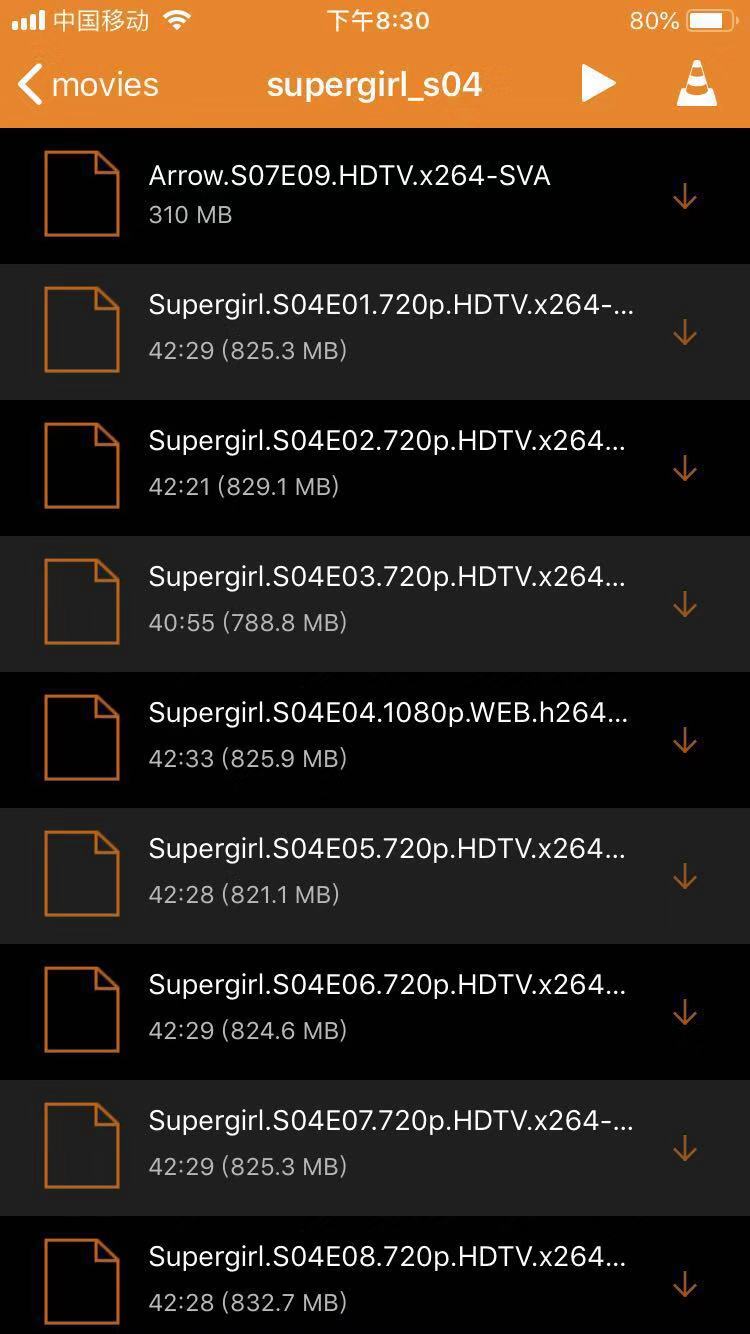 中国移动 下午8:30 80%
movies supergirl_s04
Arrow.S07E09.HDTV.x264-SVA
310 MB
Supergirl.S04E01.720p.HDTV.x264-...
42:29 (825.3 MB)
Supergirl.S04E02.720p.HDTV.x264...
42:21 (829.1 MB)
Supergirl.S04E03.720p.HDTV.x264...
40:55 (788.8 MB)
Supergirl.S04E04.1080p.WEB.h264...
42:33 (825.9 MB)
Supergirl.S04E05.720p.HDTV.x264...
42:28 (821.1 MB)
Supergirl.S04E06.720p.HDTV.x264...
42:29 (824.6 MB)
Supergirl.S04E07.720p.HDTV.x264-...
42:29 (825.3 MB)
Supergirl.S04E08.720p.HDTV.x264...
42:28 (832.7 MB)